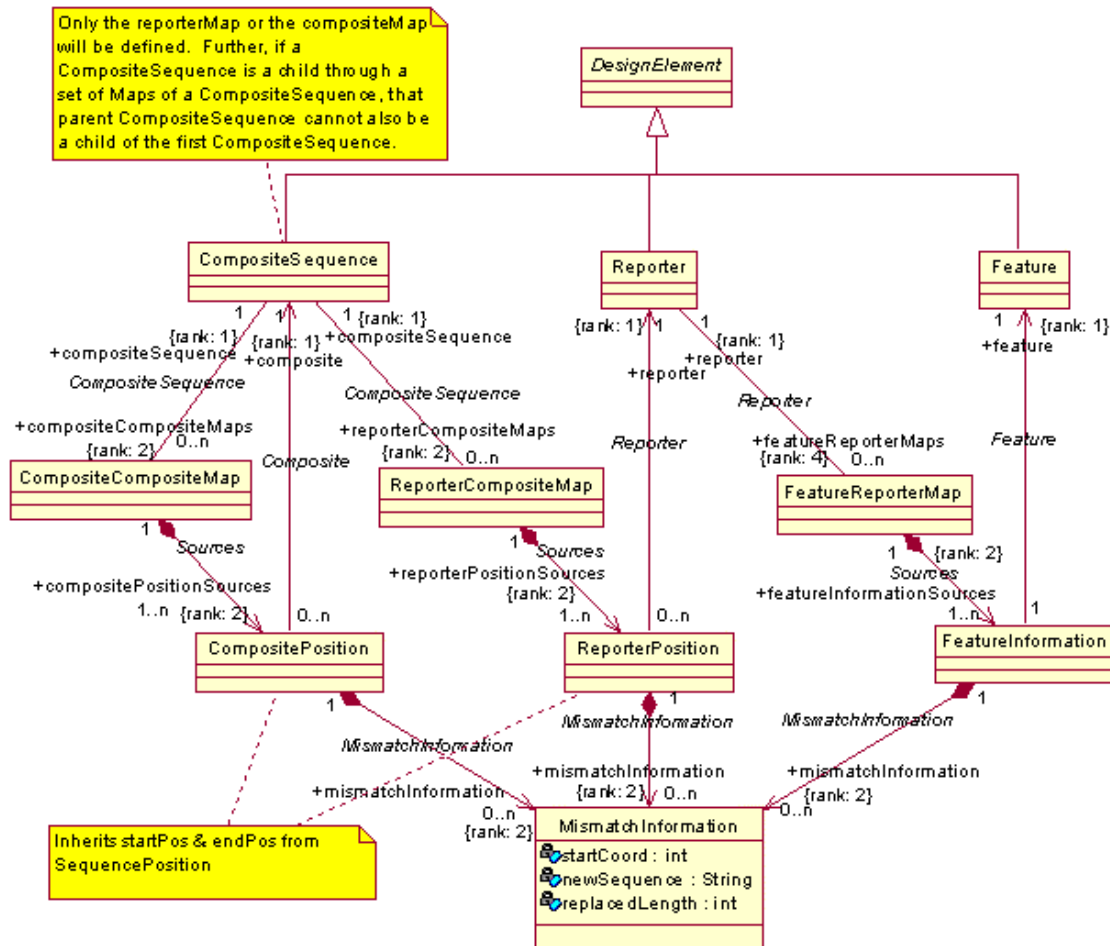 Only the reporterMap or the compositeMap
will be defined. Further, if a
CompositeSequence is a child through a
set of Maps of a CompositeSequence, that
parent CompositeSequence cannot also be
a child of the first CompositeSequence.
DesignElement
CompositeSequence
Reporter
Feature
1
{rank: 1}
+compositeSequence
CompositeSequence
1
{rank: 1}
+composite
1
{rank: 1}
+compositeSequence
CompositeSequence
{rank: 1}
1
+reporter
1
{rank: 1}
+reporter
Reporter
1
{rank: 1}
+feature
+compositeCompositeMaps
{rank: 2}
0..n
Composite
+reporterCompositeMaps
{rank: 2}
0..n
Reporter
+featureReporterMaps
{rank: 4}
0..n
Feature
CompositeCompositeMap
ReporterCompositeMap
FeatureReporterMap
1
Sources
+compositePositionSources
1..n
{rank: 2}
0..n
1
Sources
+reporterPositionSources
{rank: 2}
1..n
0..n
1
{rank: 2}
Sources
+featureInformationSources
1..n
1
CompositePosition
ReporterPosition
FeatureInformation
1
MismatchInformation
+mismatchInformation
0..n
{rank: 2}
1
MismatchInformation
+mismatchInformation
{rank: 2}
0..n
1
MismatchInformation
+mismatchInformation
{rank: 2}
0..n
Inherits startPos & endPos from
SequencePosition
MismatchInformation
startCoord : int
newSequence : String
replacedLength : int